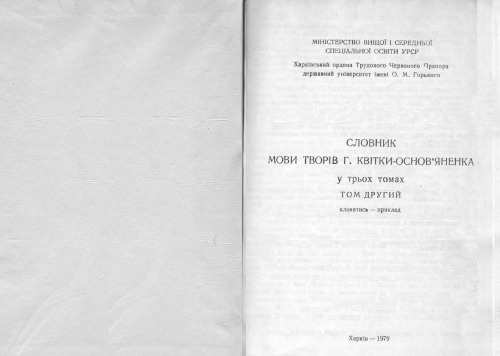 МІНІСТЕРСТВО ВИЩОЇ І СЕРЕДНЬОЇ
СПЕЦІАЛЬНОЇ ОСВІТИ УРСР
Харківський ордена Трудового Червоного Прапора
державний університет імені О. М. Горького
СЛОВНИК
МОВИ ТВОРІВ Г. КВІТКИ-ОСНОВ'ЯНЕНКА
у трьох томах
ТОМ ДРУГИЙ
кланятись — приклад
Харків — 1979